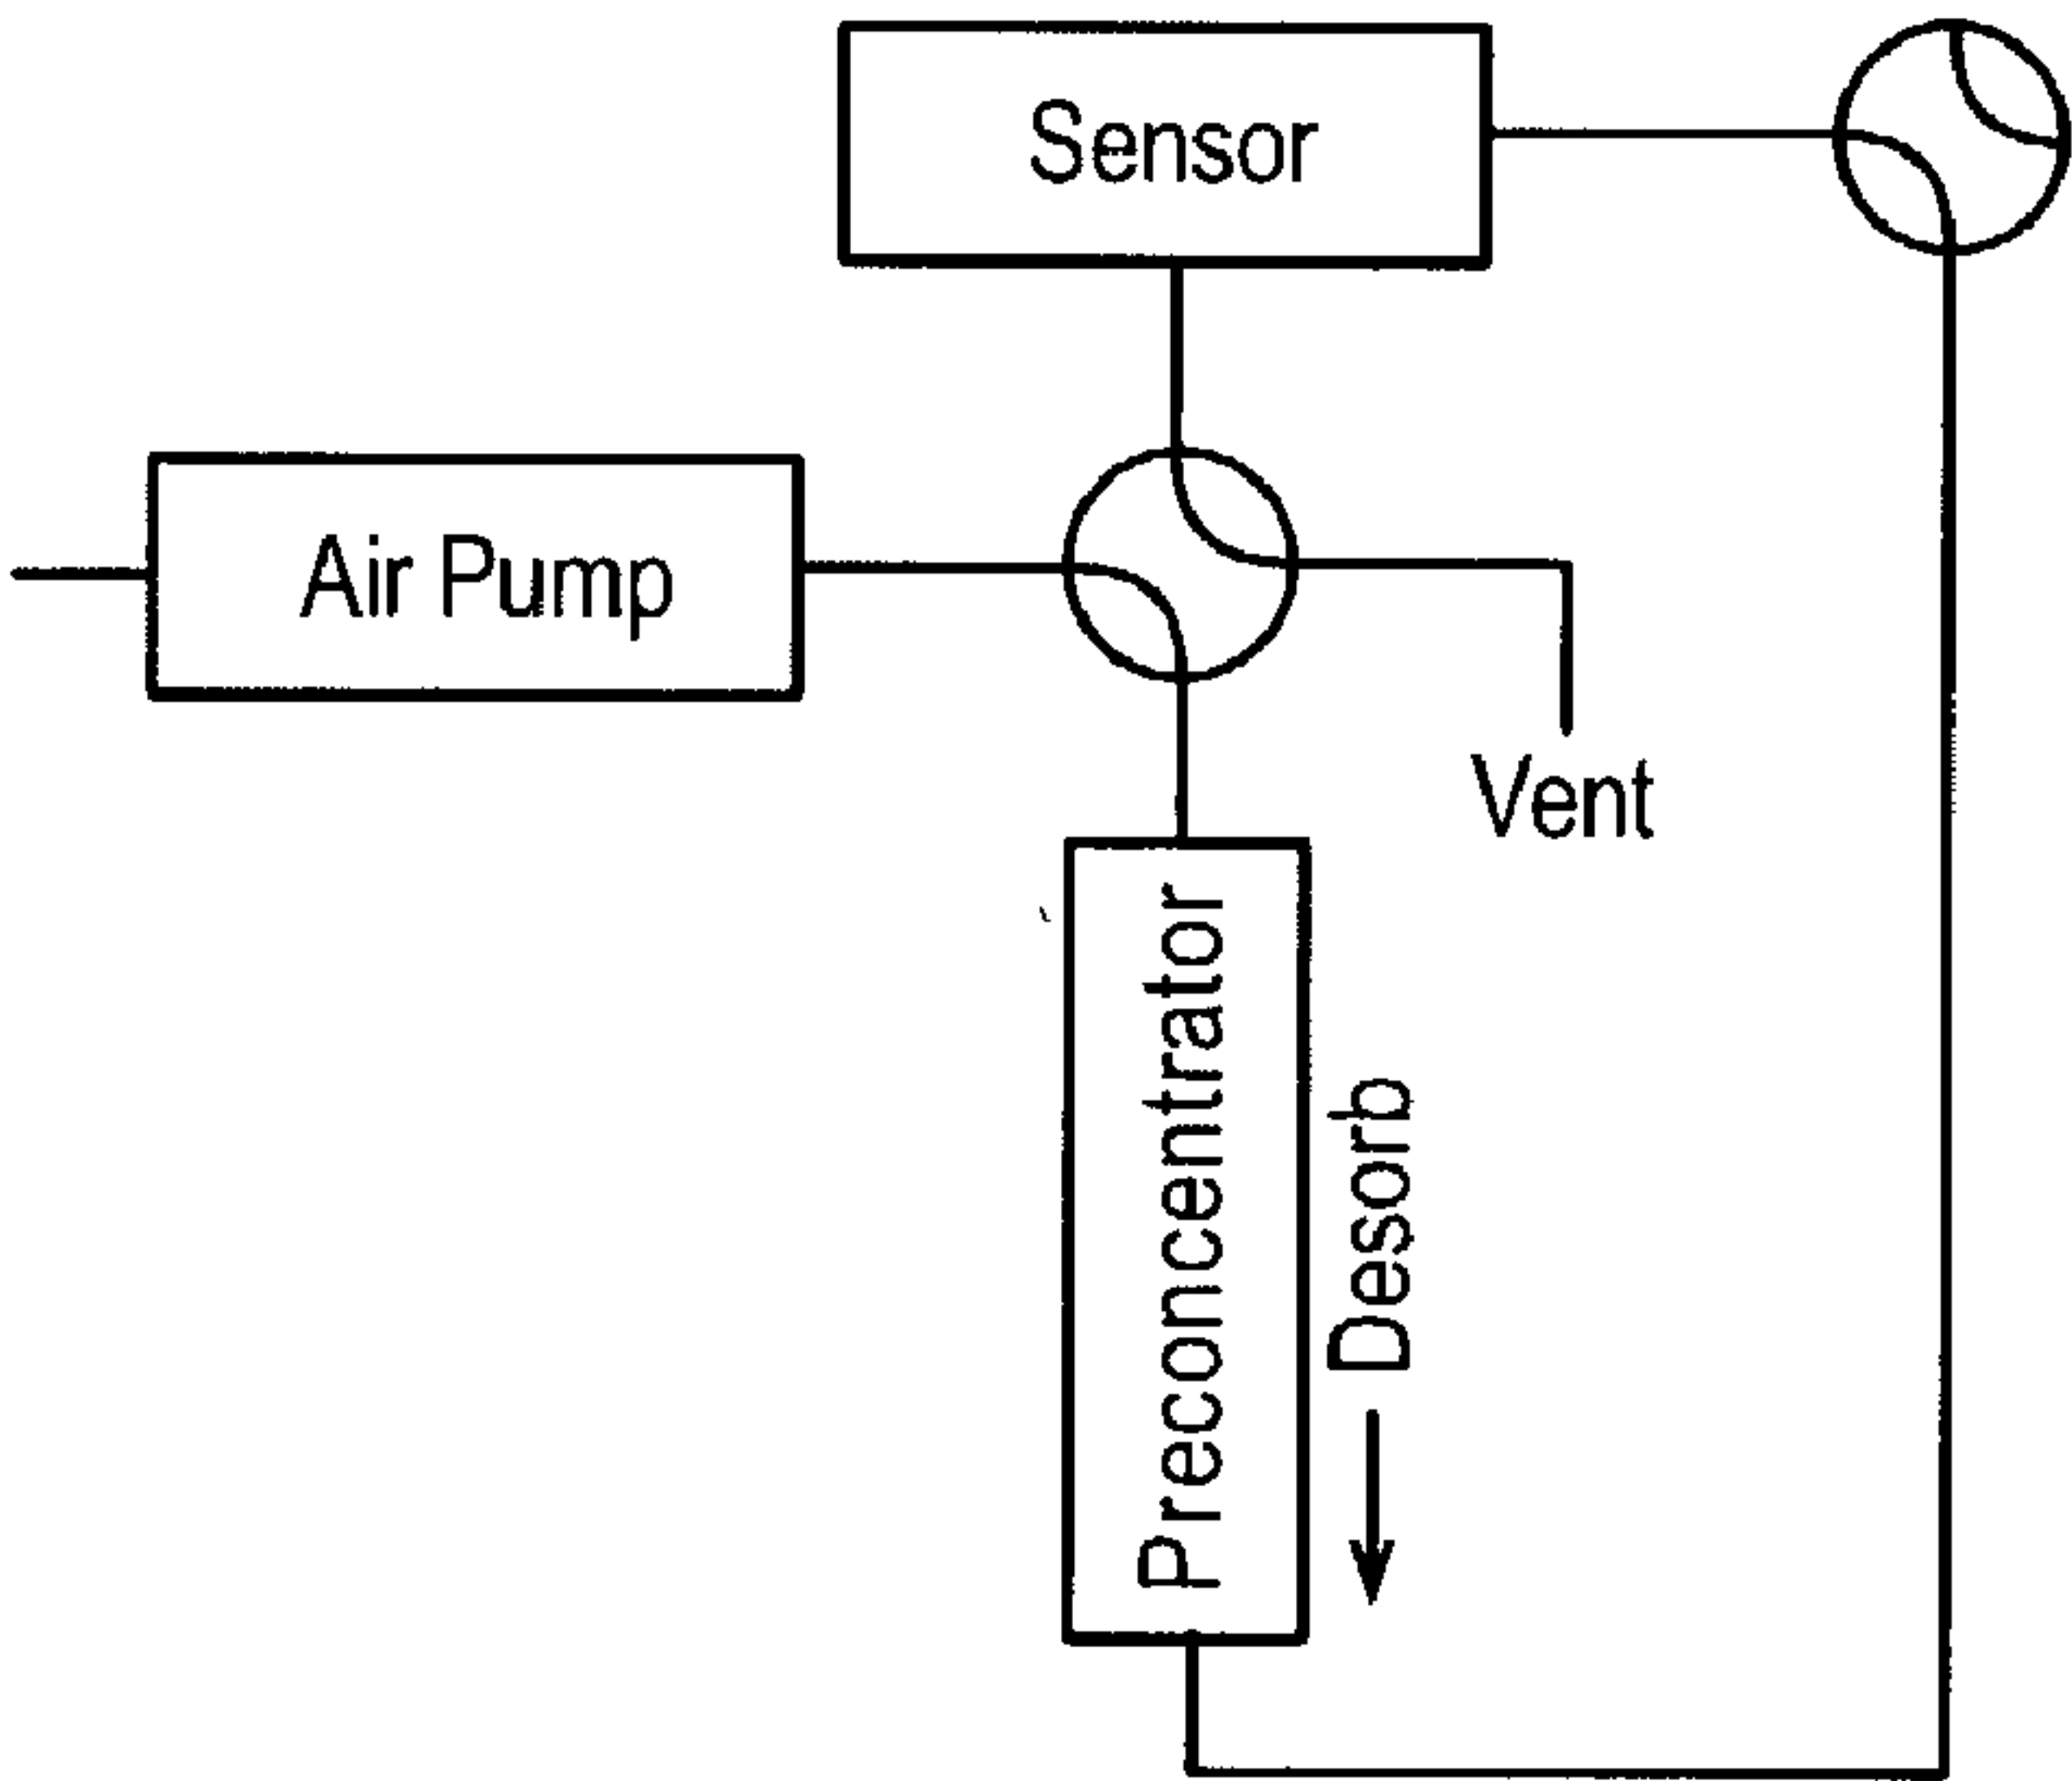 Sensor
Air Pump
Vent
Preconcentrator
Desorb